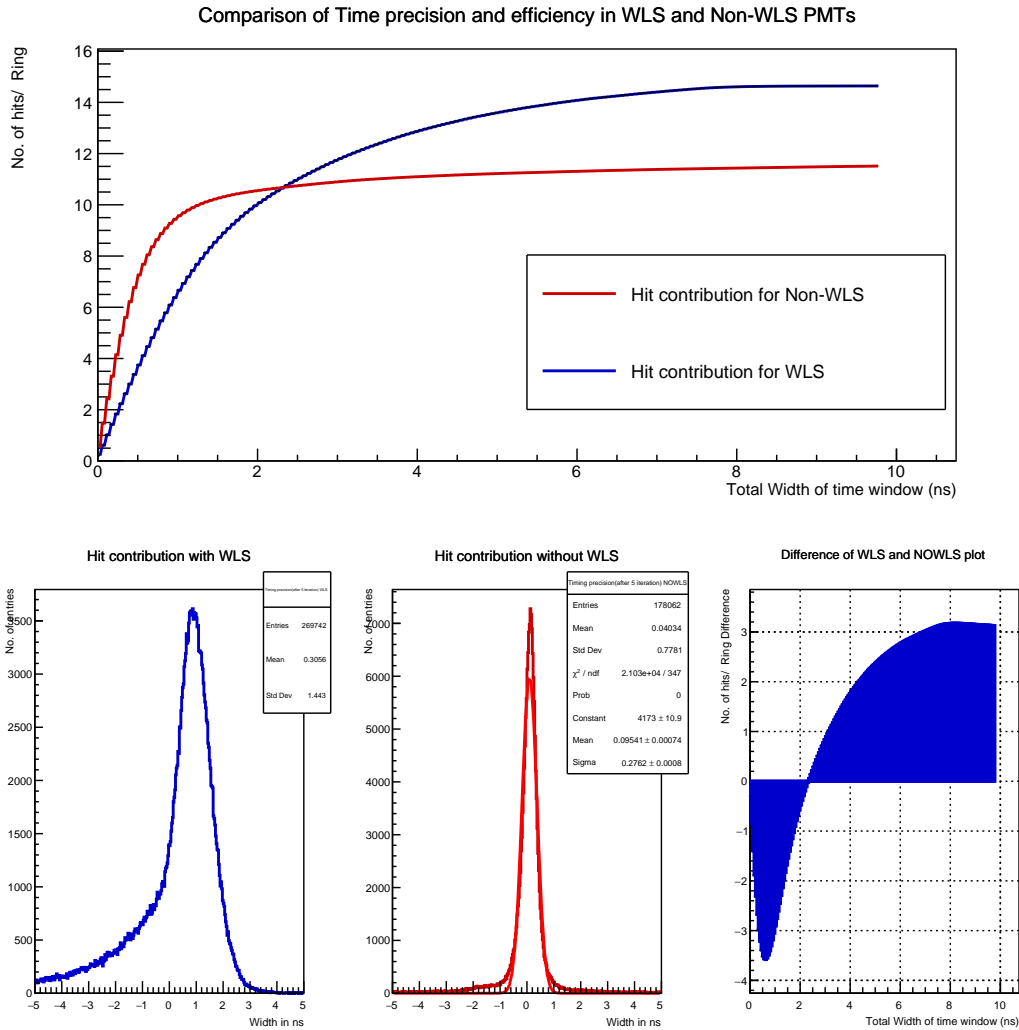 Comparison of Time precision and efficiency in WLS and Non-WLS PMTs
No. of hits/ Ring
16
14
12
10
8
6
4
2
0
0 2 4 6 8 10
Total Width of time window (ns)
Hit contribution for Non-WLS
Hit contribution for WLS
Hit contribution with WLS
No. of entries
3500
3000
2500
2000
1500
1000
500
0
−5 −4 −3 −2 −1 0 1 2 3 4 5
Width in ns
Entries 269742
Mean 0.3056
Std Dev 1.443
Hit contribution without WLS
No. of entries
7000
6000
5000
4000
3000
2000
1000
0
−5 −4 −3 −2 −1 0 1 2 3 4 5
Width in ns
Timing precision(after 5 iteration) NOWLS
Entries 178062
Mean 0.04034
Std Dev 0.7781
χ² / ndf 2.103e+04 / 347
Prob 0
Constant 4173 ± 10.9
Mean 0.09541 ± 0.00074
Sigma 0.2762 ± 0.0008
Difference of WLS and NOWLS plot
No. of hits/ Ring Difference
3
2
1
0
−1
−2
−3
−4
0 2 4 6 8 10
Total Width of time window (ns)